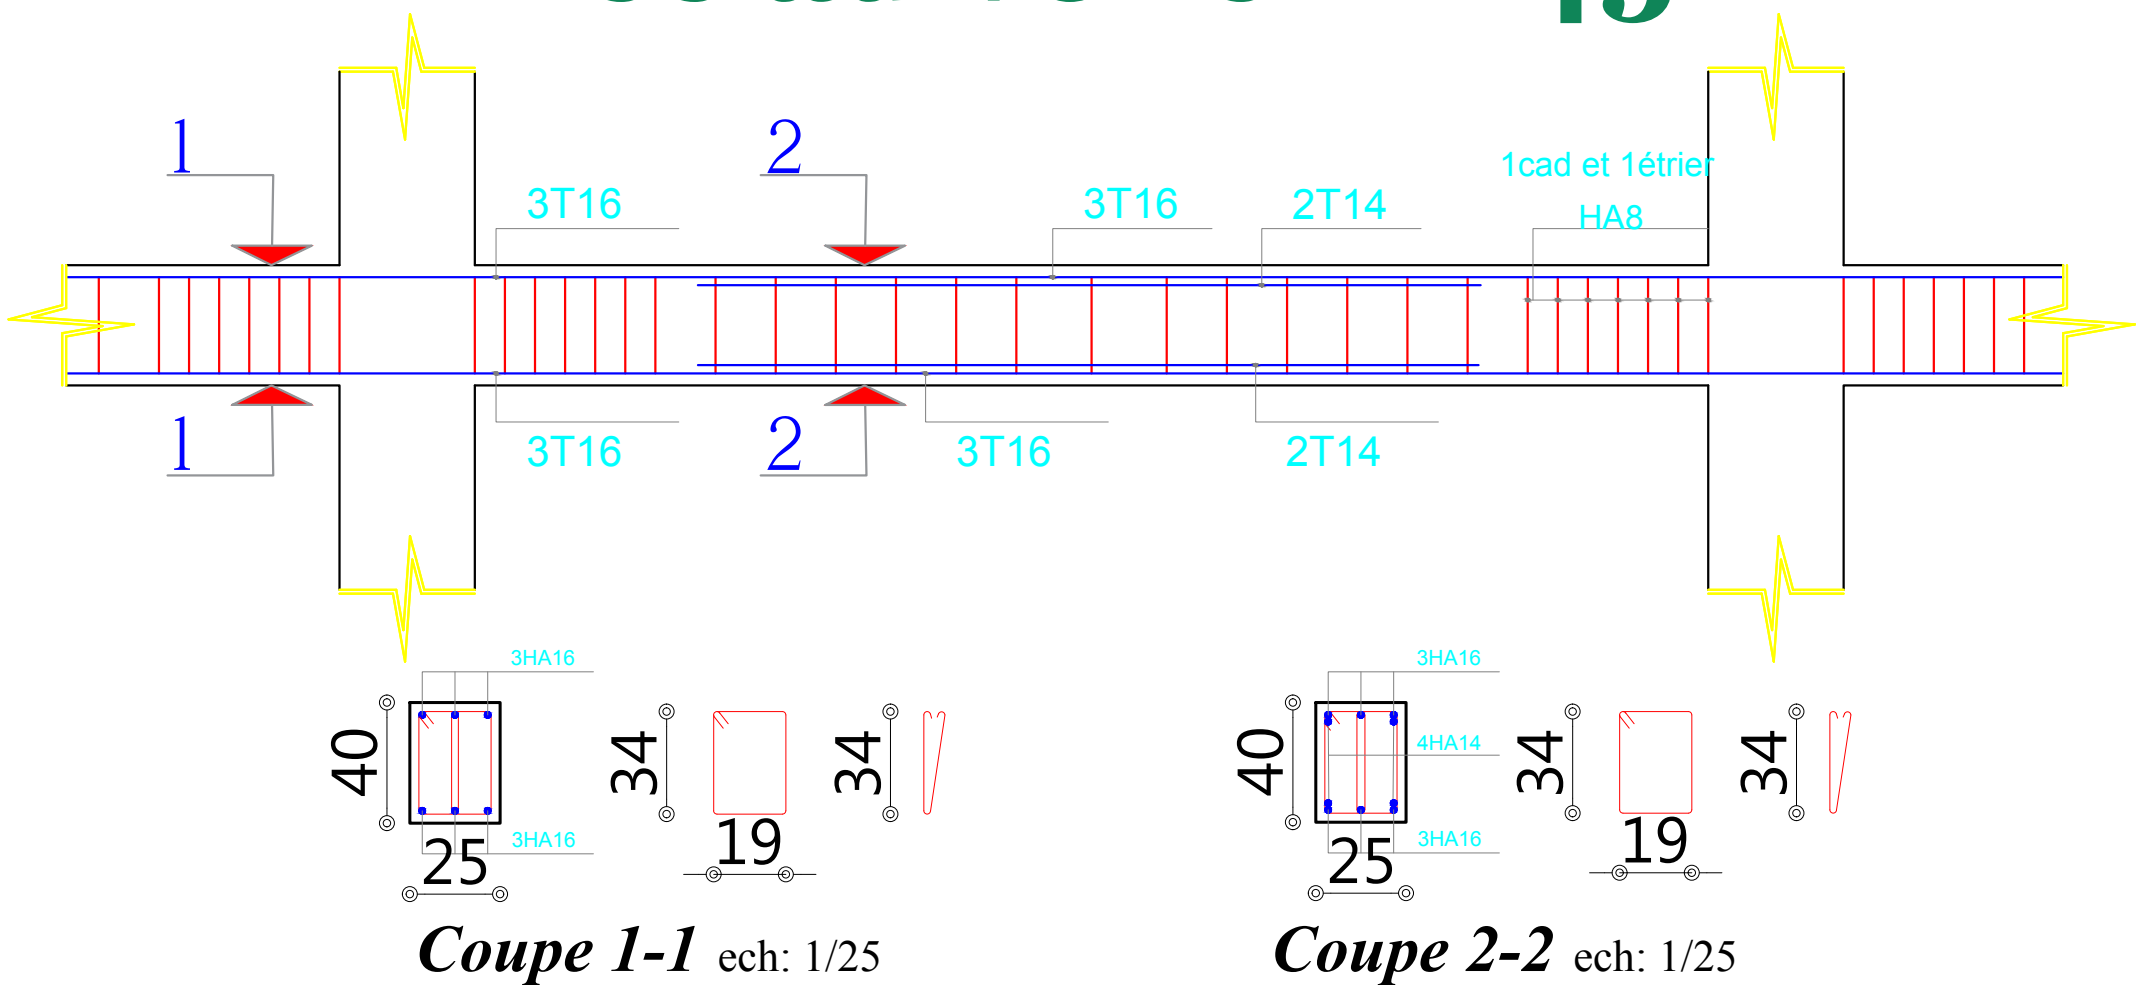 1
2
1cad et 1étrier
3T16
3T16
2T14
HA8
1
3T16
2
3T16
2T14
3HA16
3HA16
40
34
34
40
4HA14
34
34
3HA16
19
3HA16
19
25
25
Coupe 1-1 ech: 1/25
Coupe 2-2 ech: 1/25